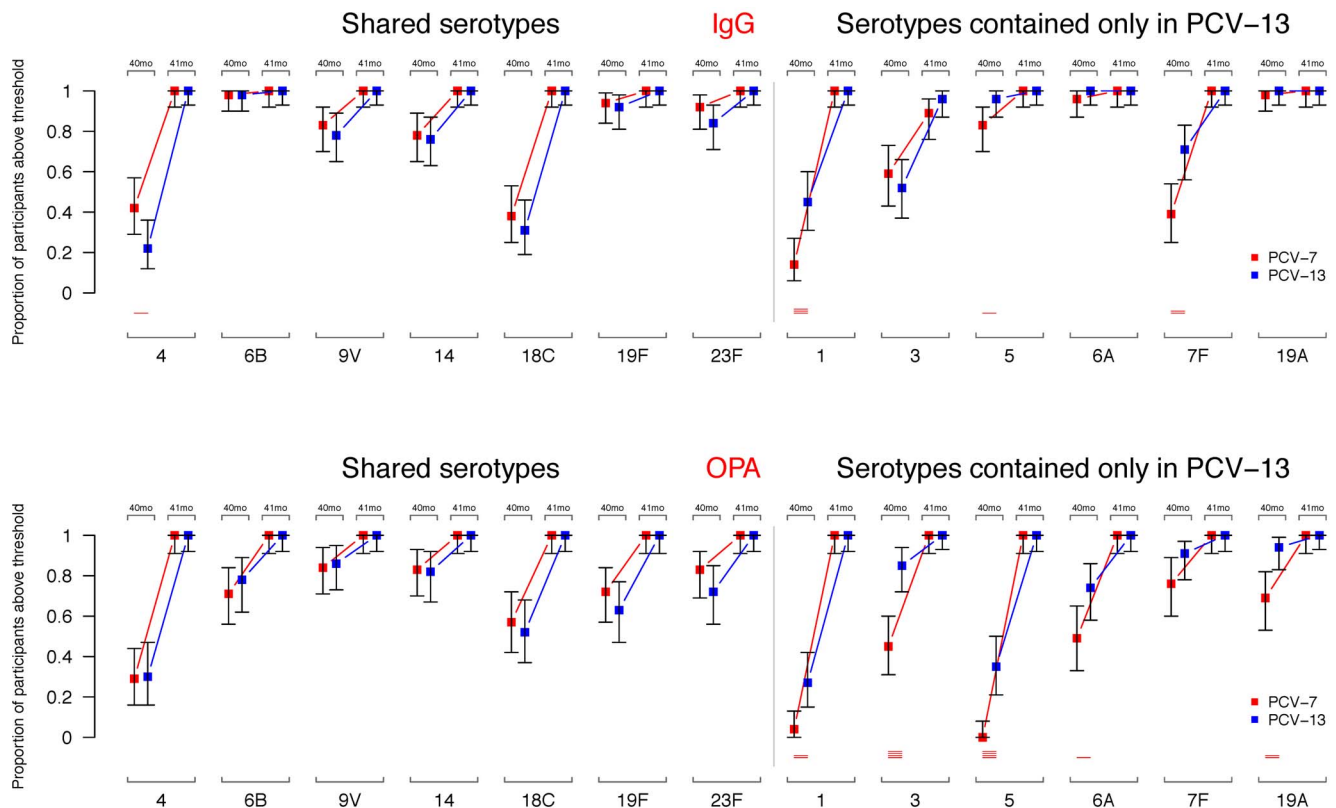 Shared serotypes IgG Serotypes contained only in PCV−13
40mo 41mo 40mo 41mo 40mo 41mo 40mo 41mo 40mo 41mo 40mo 41mo 40mo 41mo 40mo 41mo 40mo 41mo 40mo 41mo 40mo 41mo 40mo 41mo 40mo 41mo
Proportion of participants above threshold
1
0.8
0.6
0.4
0.2
0
PCV−7
PCV−13
4 6B 9V 14 18C 19F 23F 1 3 5 6A 7F 19A
Shared serotypes OPA Serotypes contained only in PCV−13
40mo 41mo 40mo 41mo 40mo 41mo 40mo 41mo 40mo 41mo 40mo 41mo 40mo 41mo 40mo 41mo 40mo 41mo 40mo 41mo 40mo 41mo 40mo 41mo 40mo 41mo
Proportion of participants above threshold
1
0.8
0.6
0.4
0.2
0
PCV−7
PCV−13
4 6B 9V 14 18C 19F 23F 1 3 5 6A 7F 19A